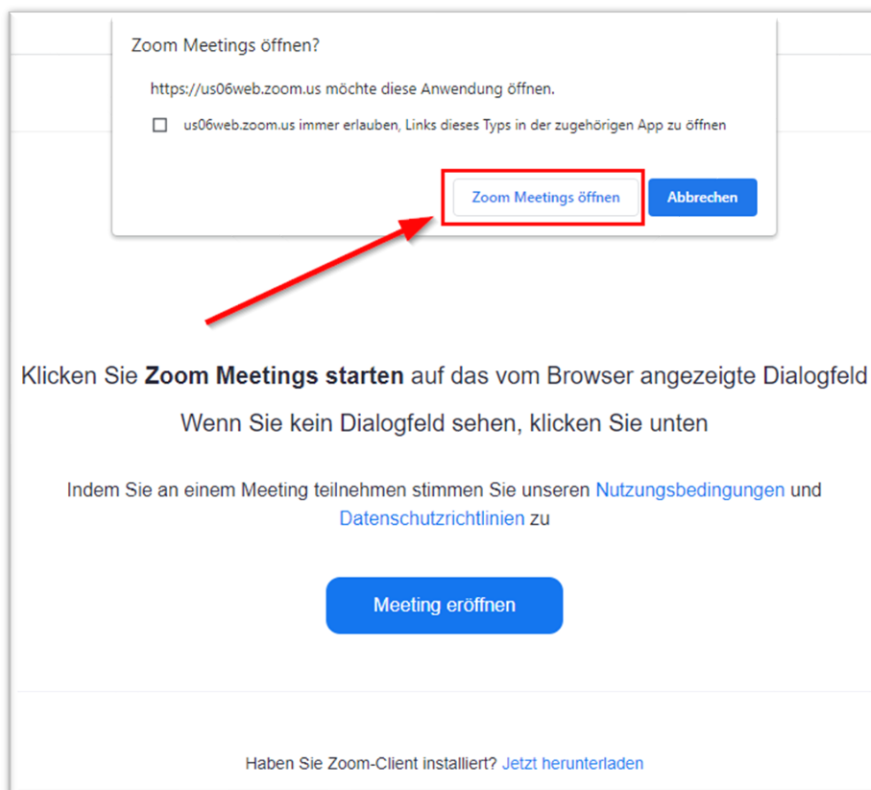 Zoom Meetings öffnen?
https://us06web.zoom.us möchte diese Anwendung öffnen.
us06web.zoom.us immer erlauben, Links dieses Typs in der zugehörigen App zu öffnen
Zoom Meetings öffnen
Abbrechen
Klicken Sie Zoom Meetings starten auf das vom Browser angezeigte Dialogfeld
Wenn Sie kein Dialogfeld sehen, klicken Sie unten
Indem Sie an einem Meeting teilnehmen stimmen Sie unseren Nutzungsbedingungen und
Datenschutzrichtlinien zu
Meeting eröffnen
Haben Sie Zoom-Client installiert? Jetzt herunterladen